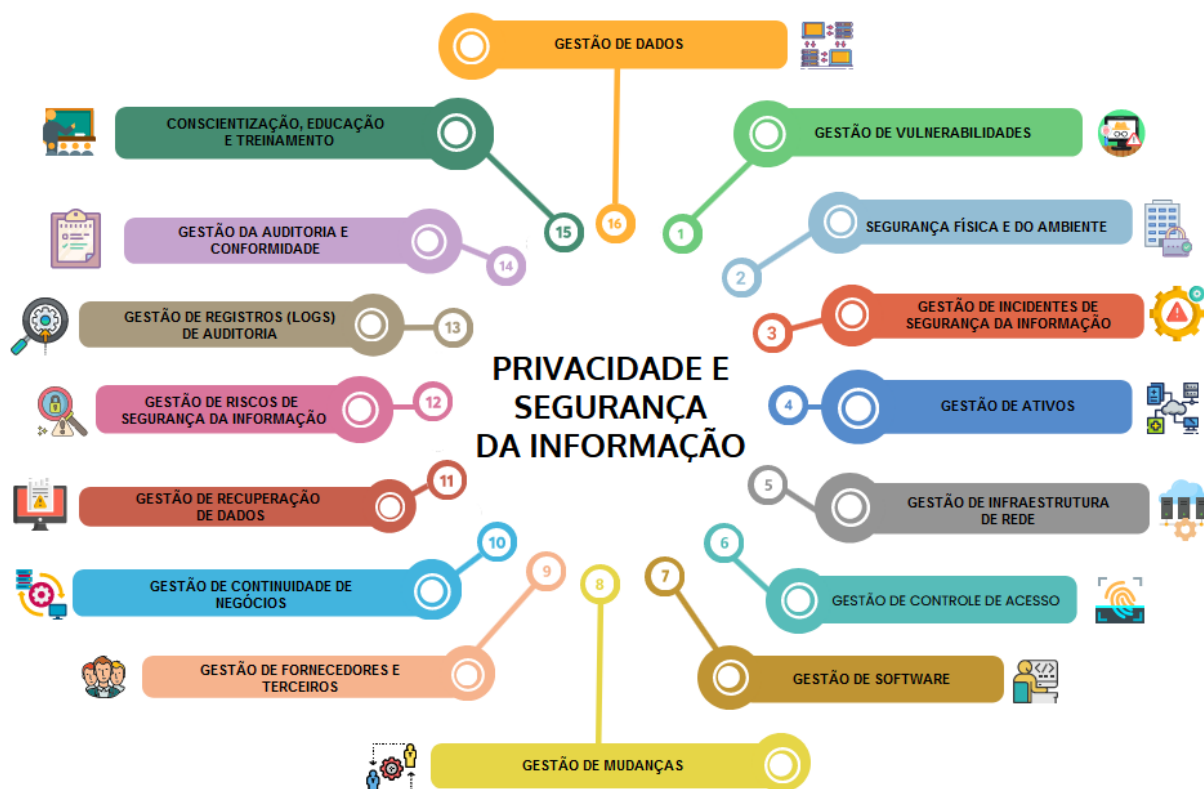 GESTÃO DE DADOS
16
GESTÃO DE VULNERABILIDADES
1
SEGURANÇA FÍSICA E DO AMBIENTE
2
GESTÃO DE INCIDENTES DE
SEGURANÇA DA INFORMAÇÃO
3
GESTÃO DE ATIVOS
4
GESTÃO DE INFRAESTRUTURA
DE REDE
5
GESTÃO DE CONTROLE DE ACESSO
6
GESTÃO DE SOFTWARE
7
GESTÃO DE MUDANÇAS
8
GESTÃO DE FORNECEDORES E
TERCEIROS
9
GESTÃO DE CONTINUIDADE DE
NEGÓCIOS
10
GESTÃO DE RECUPERAÇÃO
DE DADOS
11
GESTÃO DE RISCOS DE
SEGURANÇA DA INFORMAÇÃO
12
GESTÃO DE REGISTROS (LOGS)
DE AUDITORIA
13
GESTÃO DA AUDITORIA E
CONFORMIDADE
14
CONSCIENTIZAÇÃO, EDUCAÇÃO
E TREINAMENTO
15
PRIVACIDADE E
SEGURANÇA
DA INFORMAÇÃO